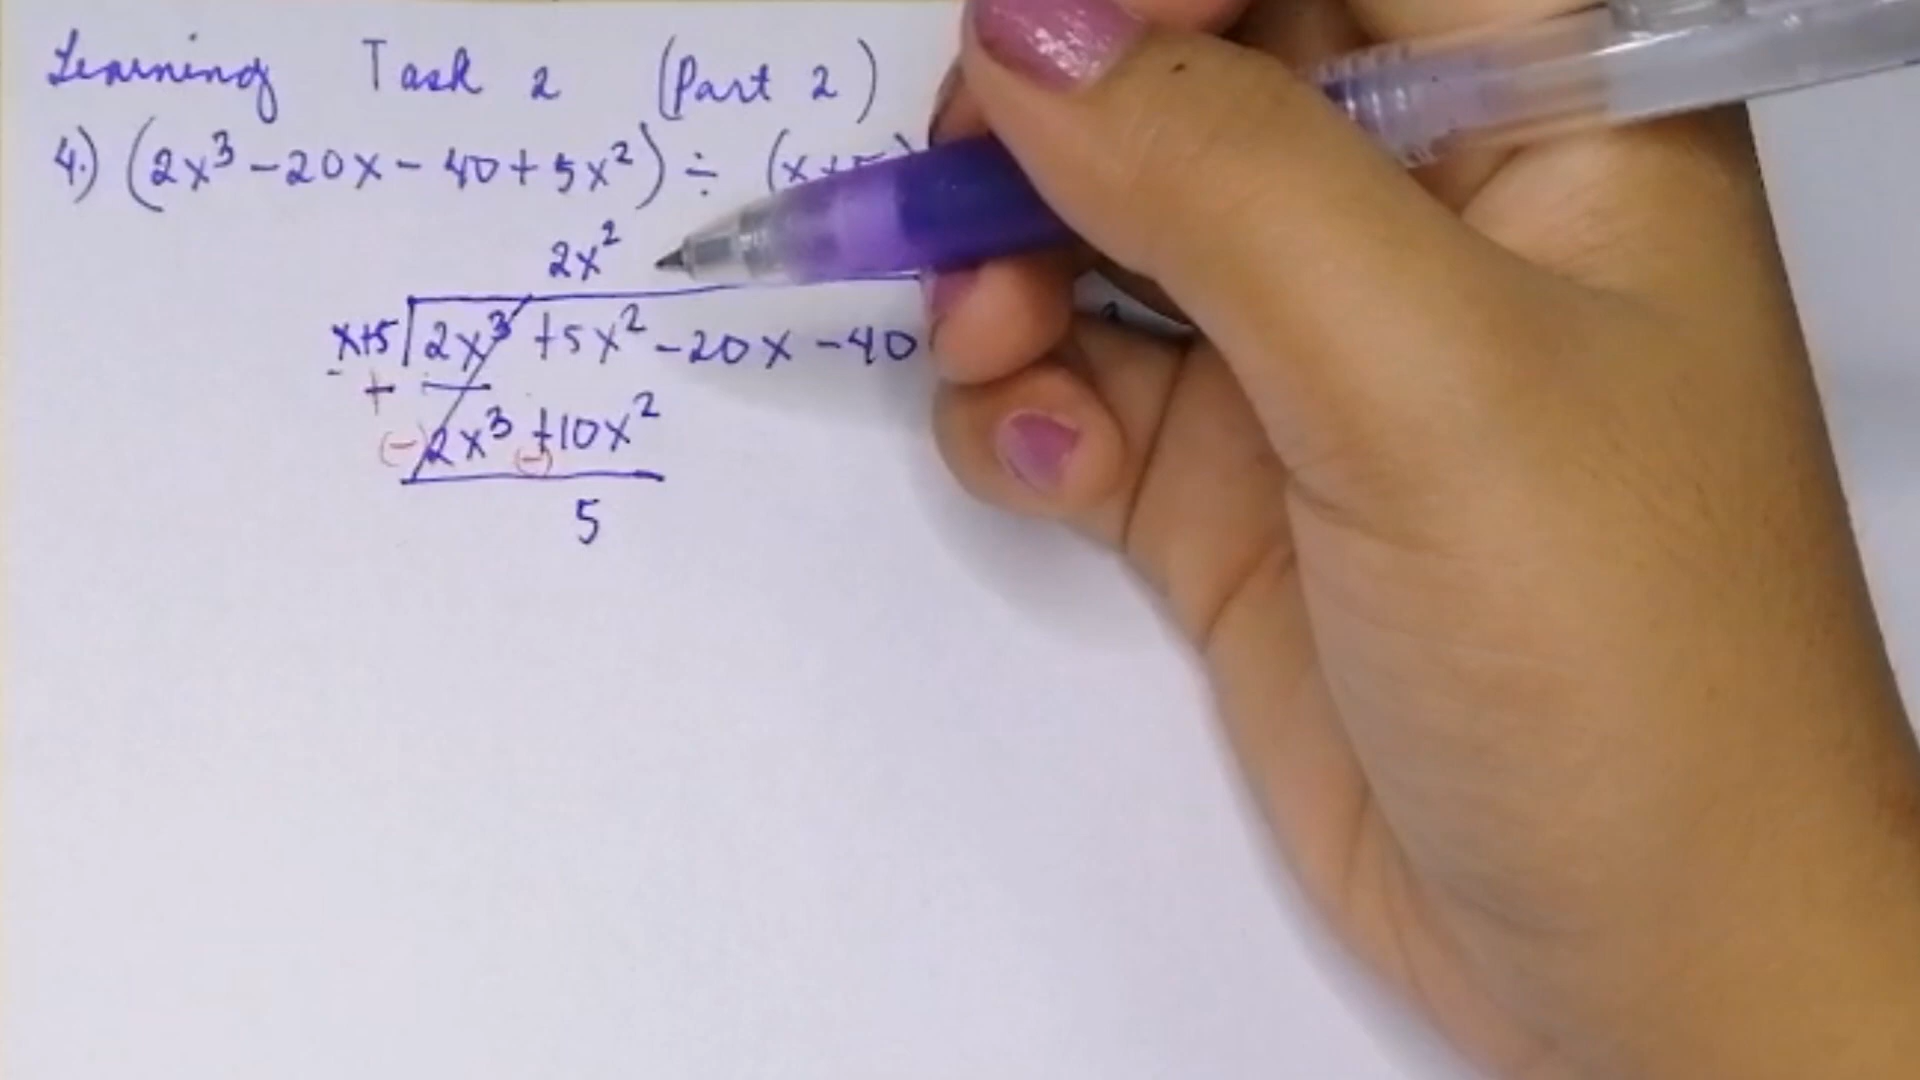 Learning Task 2 (Part 2)
4.) (2x³ - 20x - 40 + 5x²) ÷ (x+5)
2x²
x+5 2x³ +5x² - 20x - 40
- + —
(-) 2x³ (-) +10x²
5